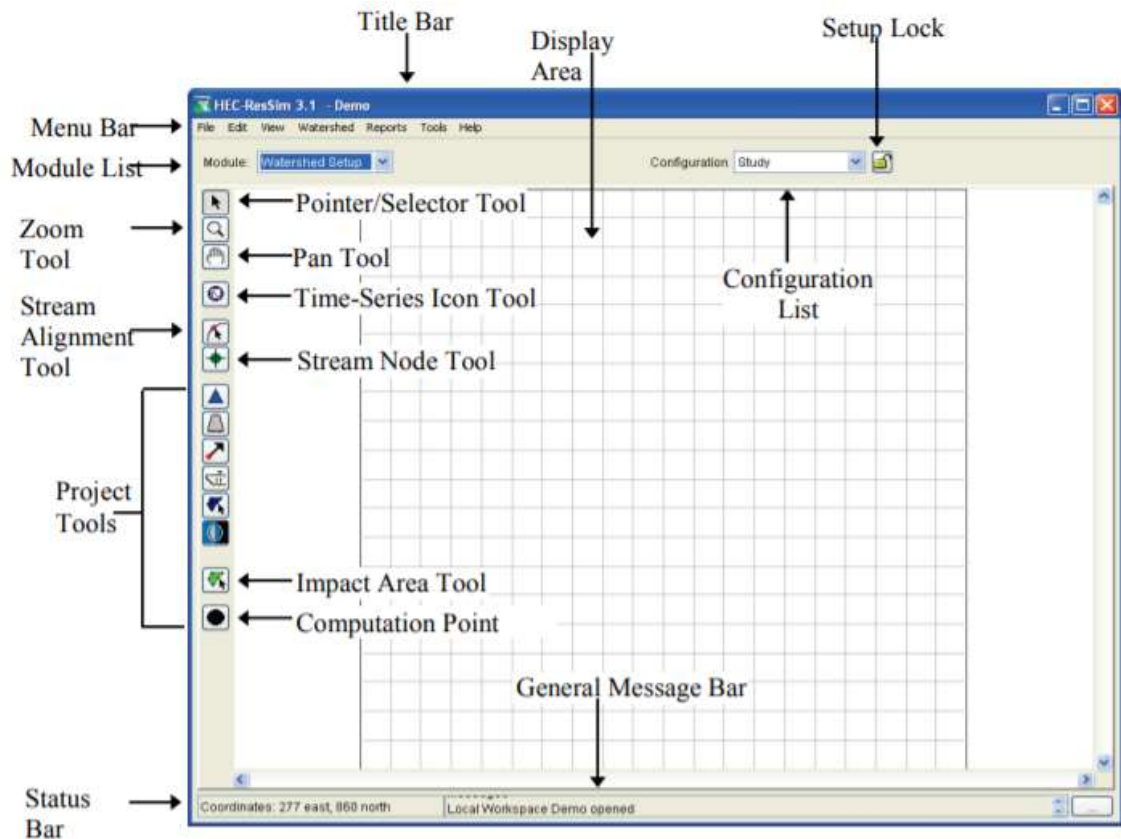 Title Bar
Display
Area
Setup Lock
HEC-ResSim 3.1 - Demo
Menu Bar
File Edit View Watershed Reports Tools Help
Module List
Module: Watershed Setup
Configuration Study
Pointer/Selector Tool
Zoom
Tool
Pan Tool
Configuration
List
Time-Series Icon Tool
Stream
Alignment
Tool
Stream Node Tool
Project
Tools
Impact Area Tool
Computation Point
General Message Bar
Status
Bar
Coordinates: 277 east, 860 north
Local Workspace Demo opened
...